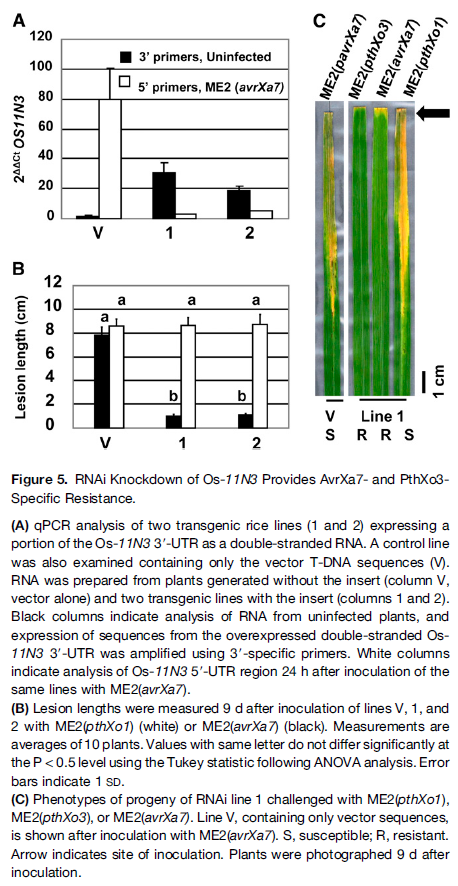 A
120
100
80
60
40
20
0
2ΔΔCt OS11N3
3' primers, Uninfected
5' primers, ME2 (avrXa7)
V 1 2
B
12
10
8
6
4
2
0
Lesion length (cm)
a a a a
b b
V 1 2
C
ME2(pavrXa7)
ME2(pthXo3)
ME2(avrXa7)
ME2(pthXo1)
1 cm
V Line 1
S R R S
Figure 5. RNAi Knockdown of Os-11N3 Provides AvrXa7- and PthXo3-
Specific Resistance.
(A) qPCR analysis of two transgenic rice lines (1 and 2) expressing a
portion of the Os-11N3 3′-UTR as a double-stranded RNA. A control line
was also examined containing only the vector T-DNA sequences (V).
RNA was prepared from plants generated without the insert (column V,
vector alone) and two transgenic lines with the insert (columns 1 and 2).
Black columns indicate analysis of RNA from uninfected plants, and
expression of sequences from the overexpressed double-stranded Os-
11N3 3′-UTR was amplified using 3′-specific primers. White columns
indicate analysis of Os-11N3 5′-UTR region 24 h after inoculation of the
same lines with ME2(avrXa7).
(B) Lesion lengths were measured 9 d after inoculation of lines V, 1, and
2 with ME2(pthXo1) (white) or ME2(avrXa7) (black). Measurements are
averages of 10 plants. Values with same letter do not differ significantly at
the P < 0.5 level using the Tukey statistic following ANOVA analysis. Error
bars indicate 1 SD.
(C) Phenotypes of progeny of RNAi line 1 challenged with ME2(pthXo1),
ME2(pthXo3), or ME2(avrXa7). Line V, containing only vector sequences,
is shown after inoculation with ME2(avrXa7). S, susceptible; R, resistant.
Arrow indicates site of inoculation. Plants were photographed 9 d after
inoculation.